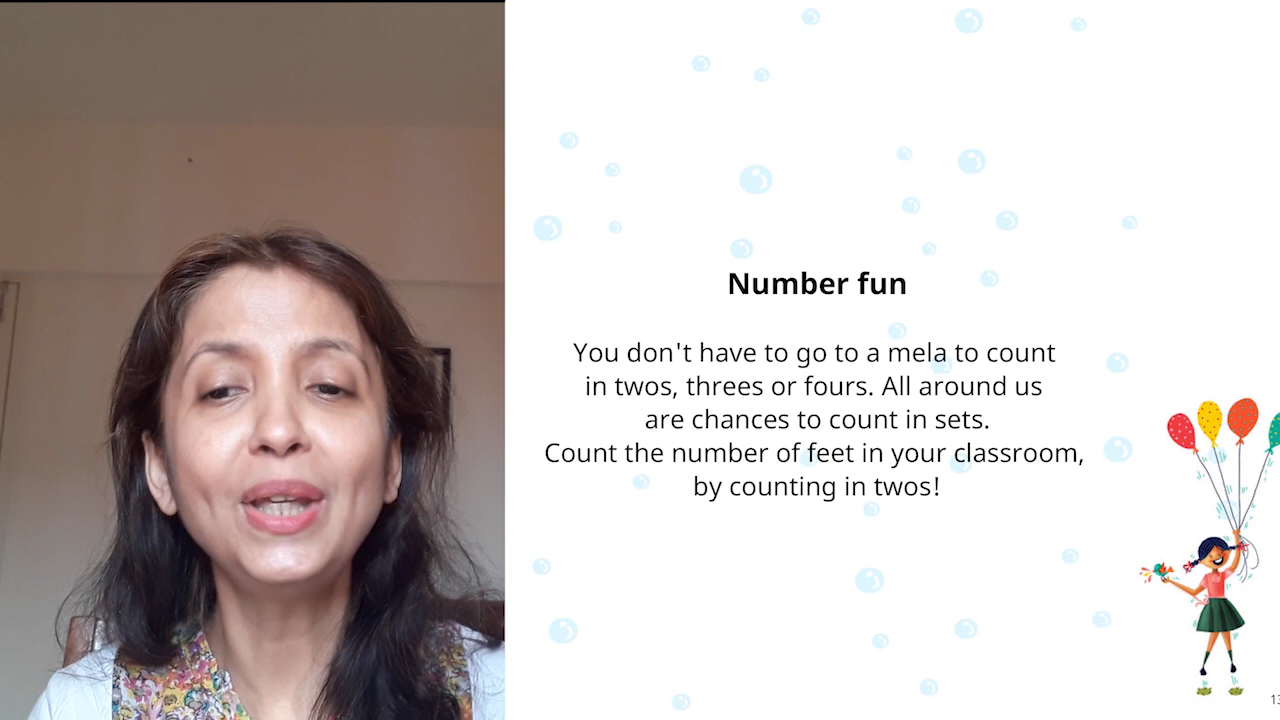 Number fun
You don't have to go to a mela to count
in twos, threes or fours. All around us
are chances to count in sets.
Count the number of feet in your classroom,
by counting in twos!